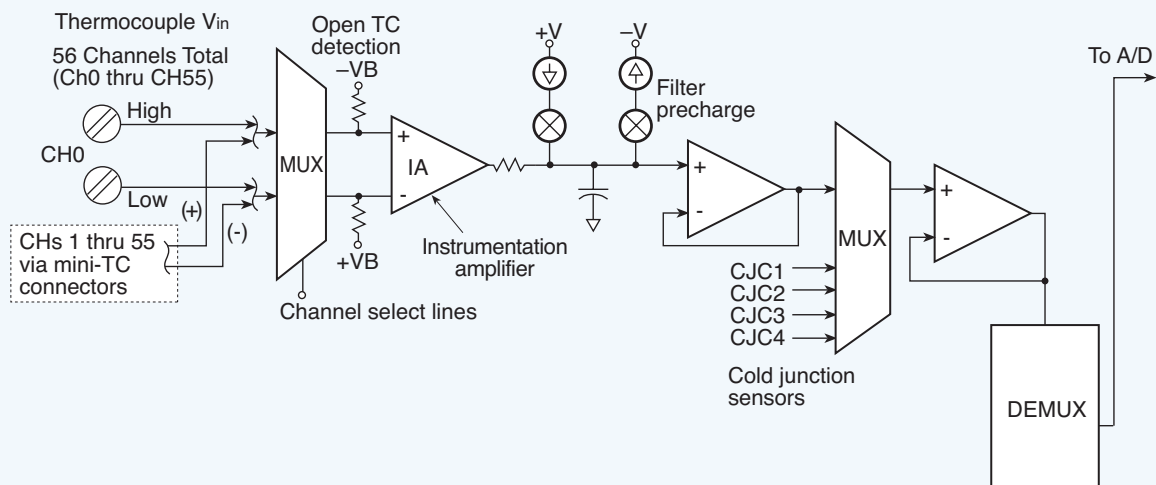 Thermocouple Vin
56 Channels Total
(Ch0 thru CH55)
High
CH0
Low
(+)
(-)
CHs 1 thru 55
via mini-TC
connectors
MUX
Channel select lines
Open TC
detection
–VB
+VB
+
IA
-
Instrumentation
amplifier
+V
–V
Filter
precharge
+
-
MUX
CJC1
CJC2
CJC3
CJC4
Cold junction
sensors
+
-
DEMUX
To A/D